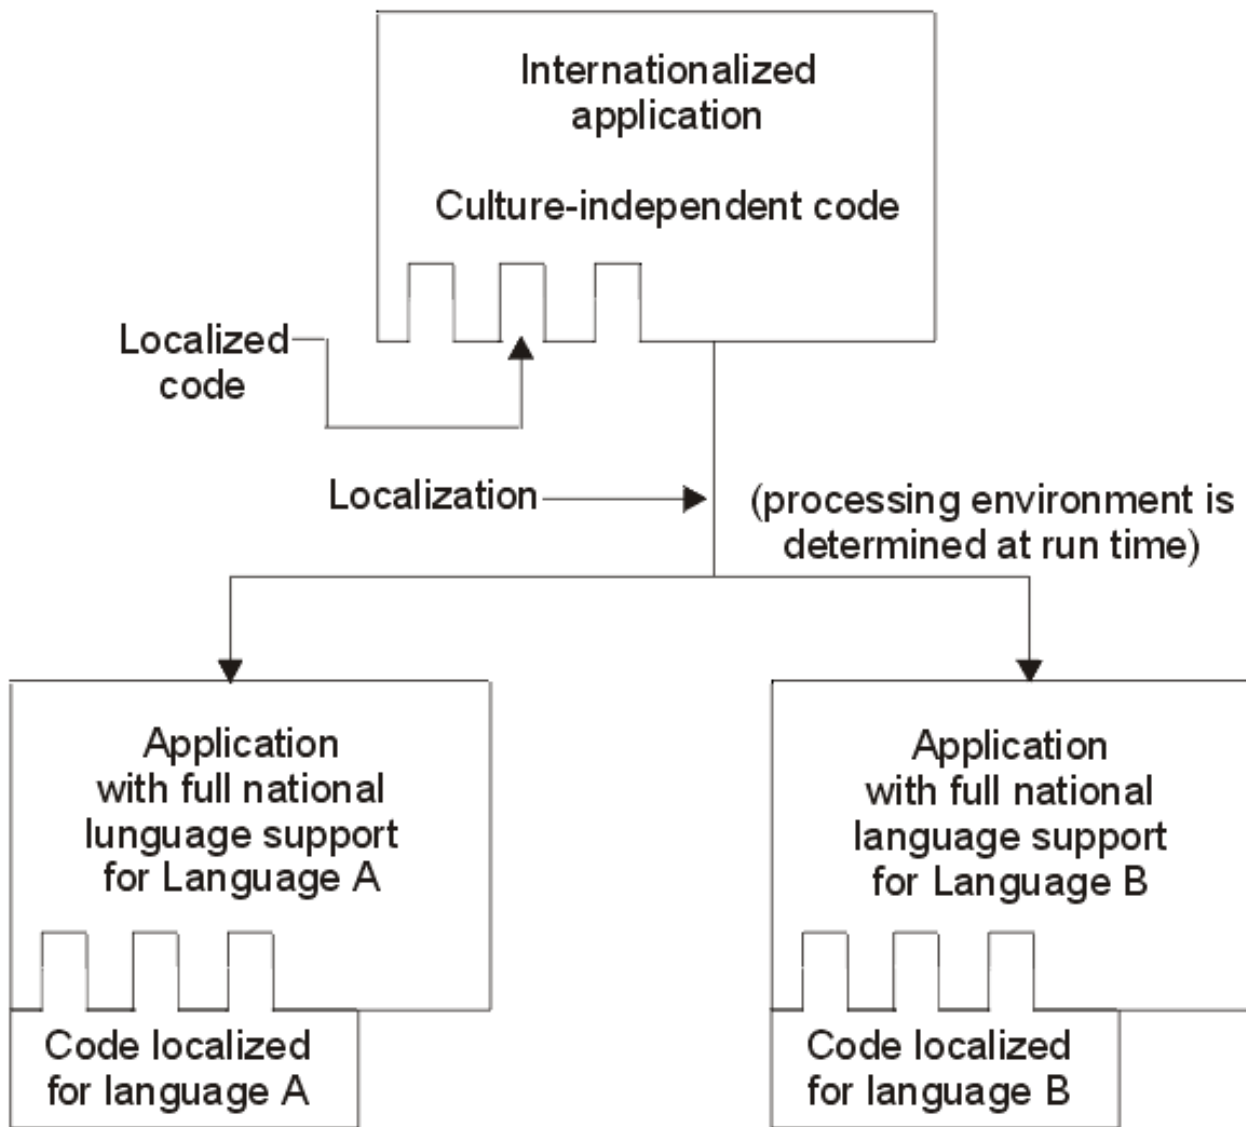 Internationalized
application
Culture-independent code
Localized
code
Localization
(processing environment is
determined at run time)
Application
with full national
lunguage support
for Language A
Code localized
for language A
Application
with full national
language support
for Language B
Code localized
for language B